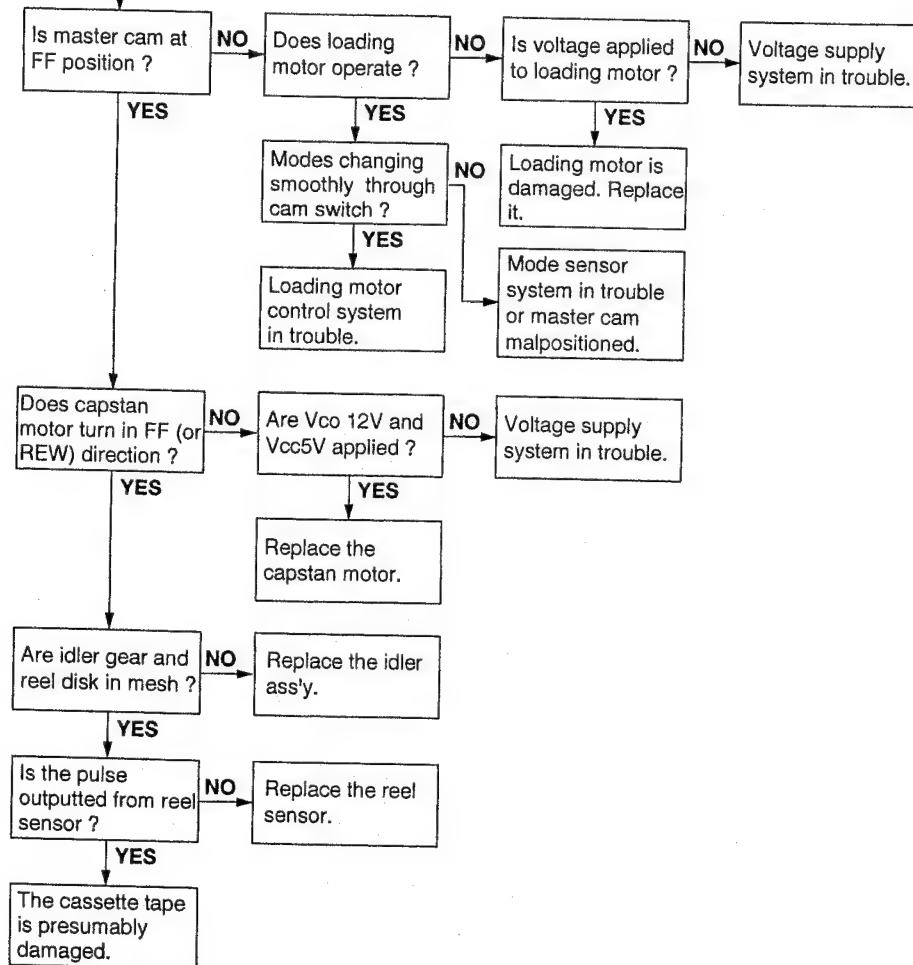 Is master cam at
FF position ?
NO
Does loading
motor operate ?
NO
Is voltage applied
to loading motor ?
NO
Voltage supply
system in trouble.
YES
YES
YES
Modes changing
smoothly through
cam switch ?
NO
Loading motor is
damaged. Replace
it.
YES
Loading motor
control system
in trouble.
Mode sensor
system in trouble
or master cam
malpositioned.
Does capstan
motor turn in FF (or
REW) direction ?
NO
Are Vco 12V and
Vcc5V applied ?
NO
Voltage supply
system in trouble.
YES
YES
Replace the
capstan motor.
Are idler gear and
reel disk in mesh ?
NO
Replace the idler
ass'y.
YES
Is the pulse
outputted from reel
sensor ?
NO
Replace the reel
sensor.
YES
The cassette tape
is presumably
damaged.